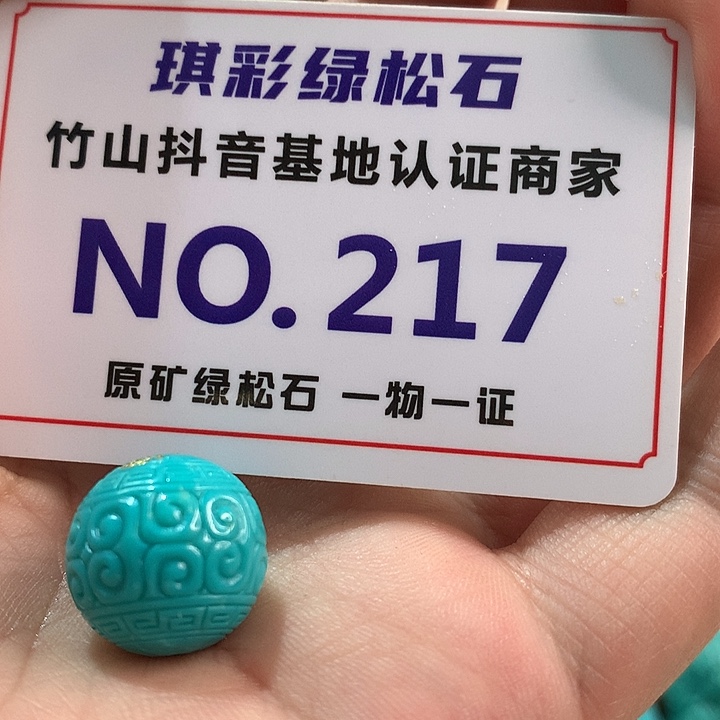 琪彩绿松石
竹山抖音基地认证商家
NO.217
原矿绿松石 一物一证